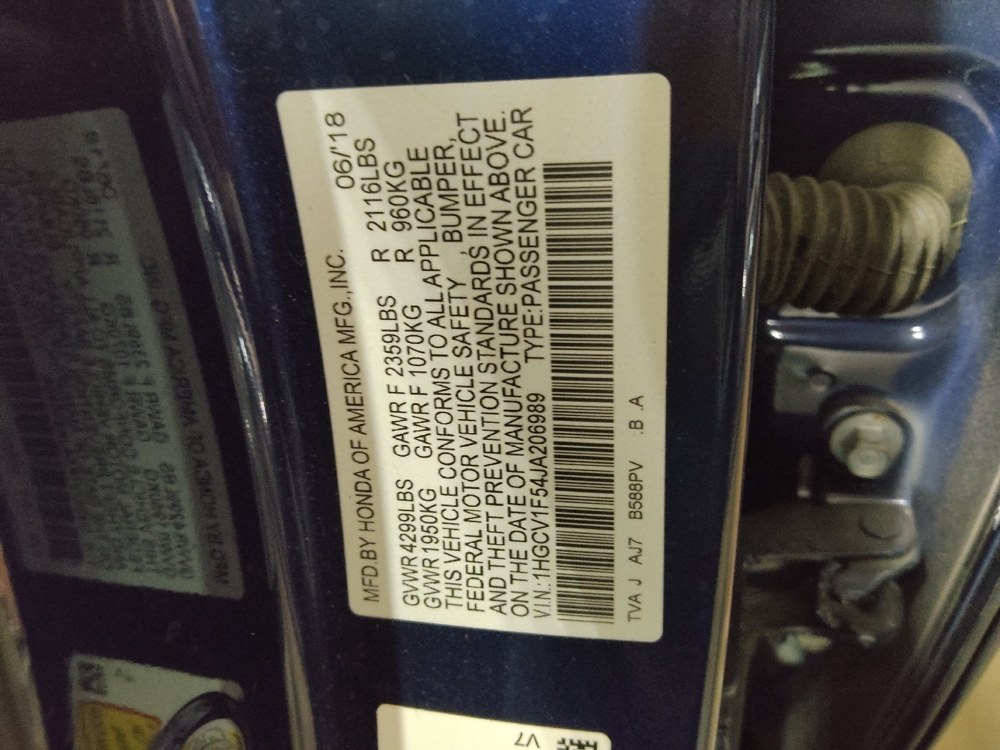 MFD.BY HONDA OF AMERICA MFG.,INC. 06/'18
GVWR 4299LBS GAWR F 2359LBS R 2116LBS
GVWR 1950KG GAWR F 1070KG R 960KG
THIS VEHICLE CONFORMS TO ALL APPLICABLE
FEDERAL MOTOR VEHICLE SAFETY , BUMPER,
AND THEFT PREVENTION STANDARDS IN EFFECT
ON THE DATE OF MANUFACTURE SHOWN ABOVE.
V.I.N.:1HGCV1F54JA206989 TYPE:PASSENGER CAR
TVA J AJ7 B588PV :B .A
V7